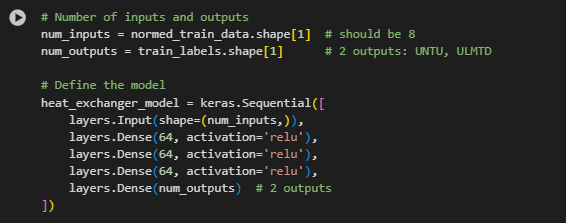 # Number of inputs and outputs
num_inputs = normed_train_data.shape[1]  # should be 8
num_outputs = train_labels.shape[1]      # 2 outputs: UNTU, ULMTD
# Define the model
heat_exchanger_model = keras.Sequential([
    layers.Input(shape=(num_inputs,)),
    layers.Dense(64, activation='relu'),
    layers.Dense(64, activation='relu'),
    layers.Dense(64, activation='relu'),
    layers.Dense(num_outputs)  # 2 outputs
])